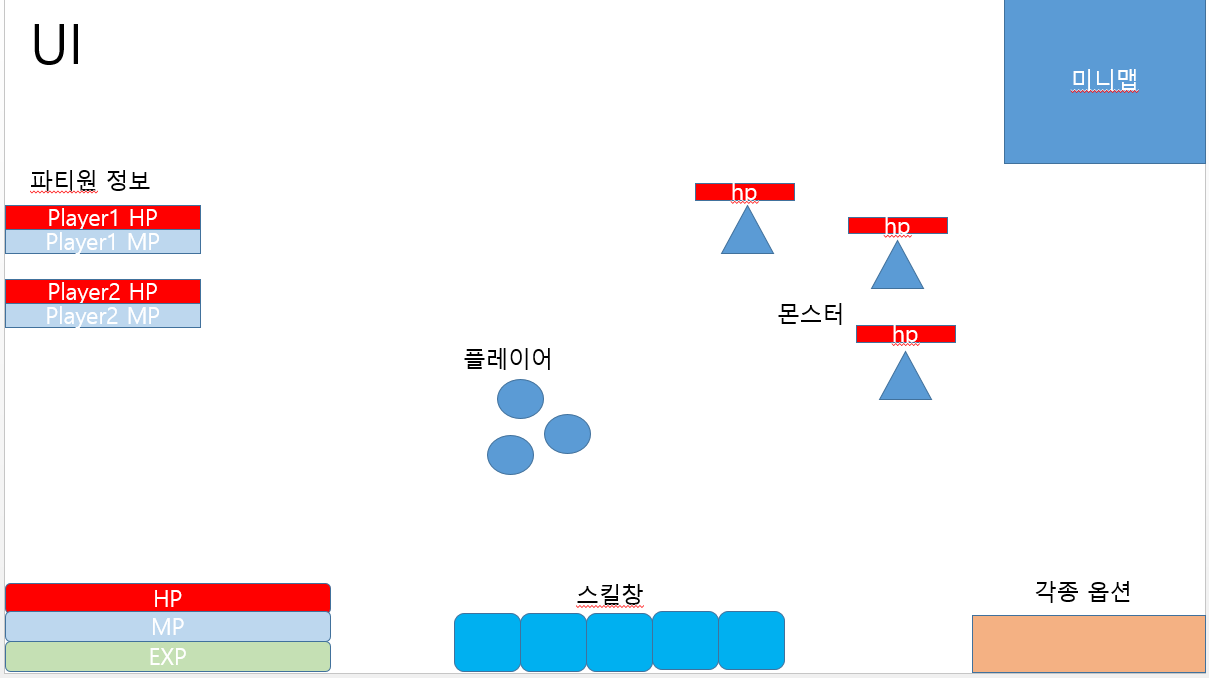 UI
미니맵
파티원 정보
Player1 HP
Player1 MP
Player2 HP
Player2 MP
hp
hp
몬스터
hp
플레이어
HP
MP
EXP
스킬창
각종 옵션